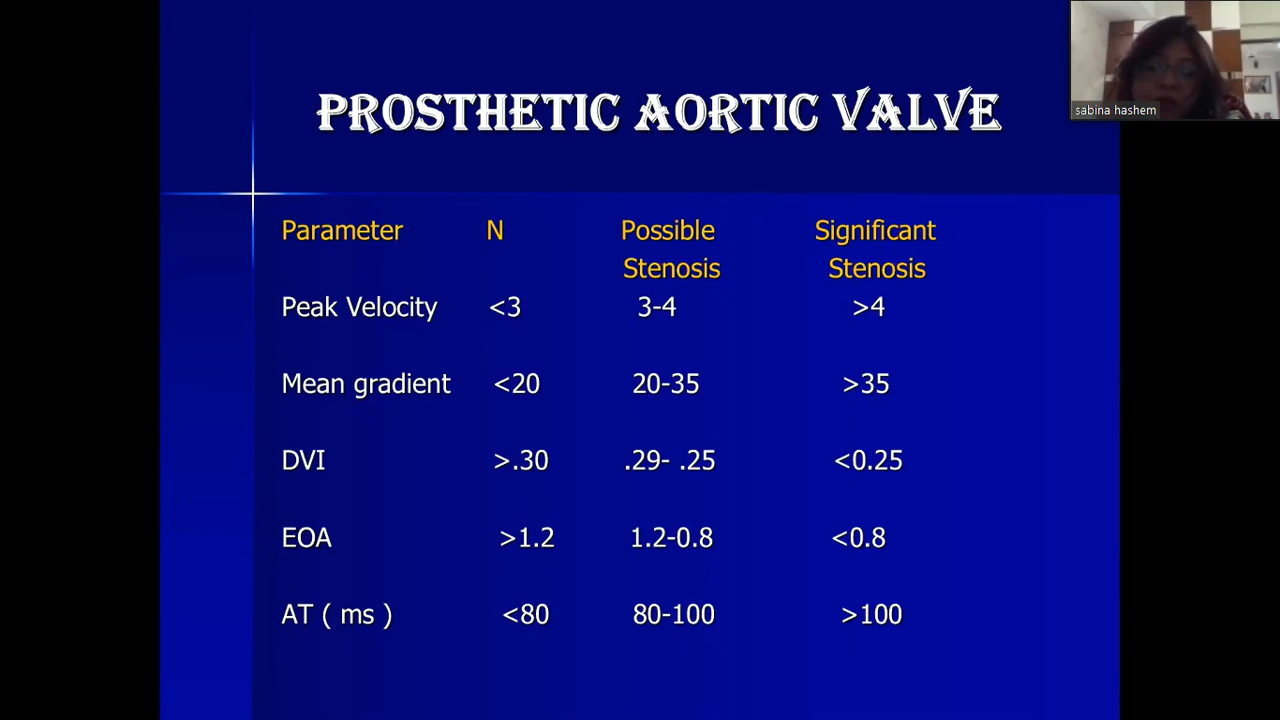 PROSTHETIC AORTIC VALVE
sabina hashem
Parameter N Possible Significant
Stenosis Stenosis
Peak Velocity <3 3-4 >4
Mean gradient <20 20-35 >35
DVI >.30 .29- .25 <0.25
EOA >1.2 1.2-0.8 <0.8
AT ( ms ) <80 80-100 >100